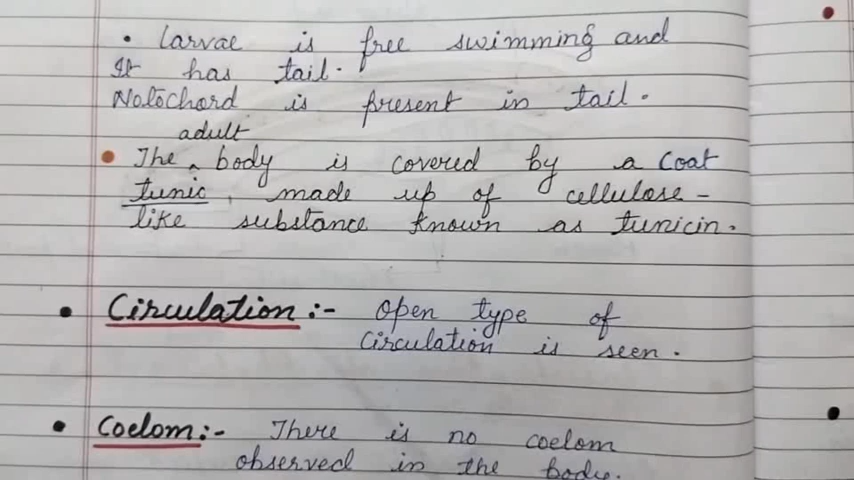 • Larvae is free swimming and
It has tail.
Notochord is present in tail.
adult
• The ^ body is covered by a coat
tunic, made up of cellulose-
like substance known as tunicin.
• Circulation :- Open type of
Circulation is seen.
• Coelom :- There is no coelom
observed in the body.